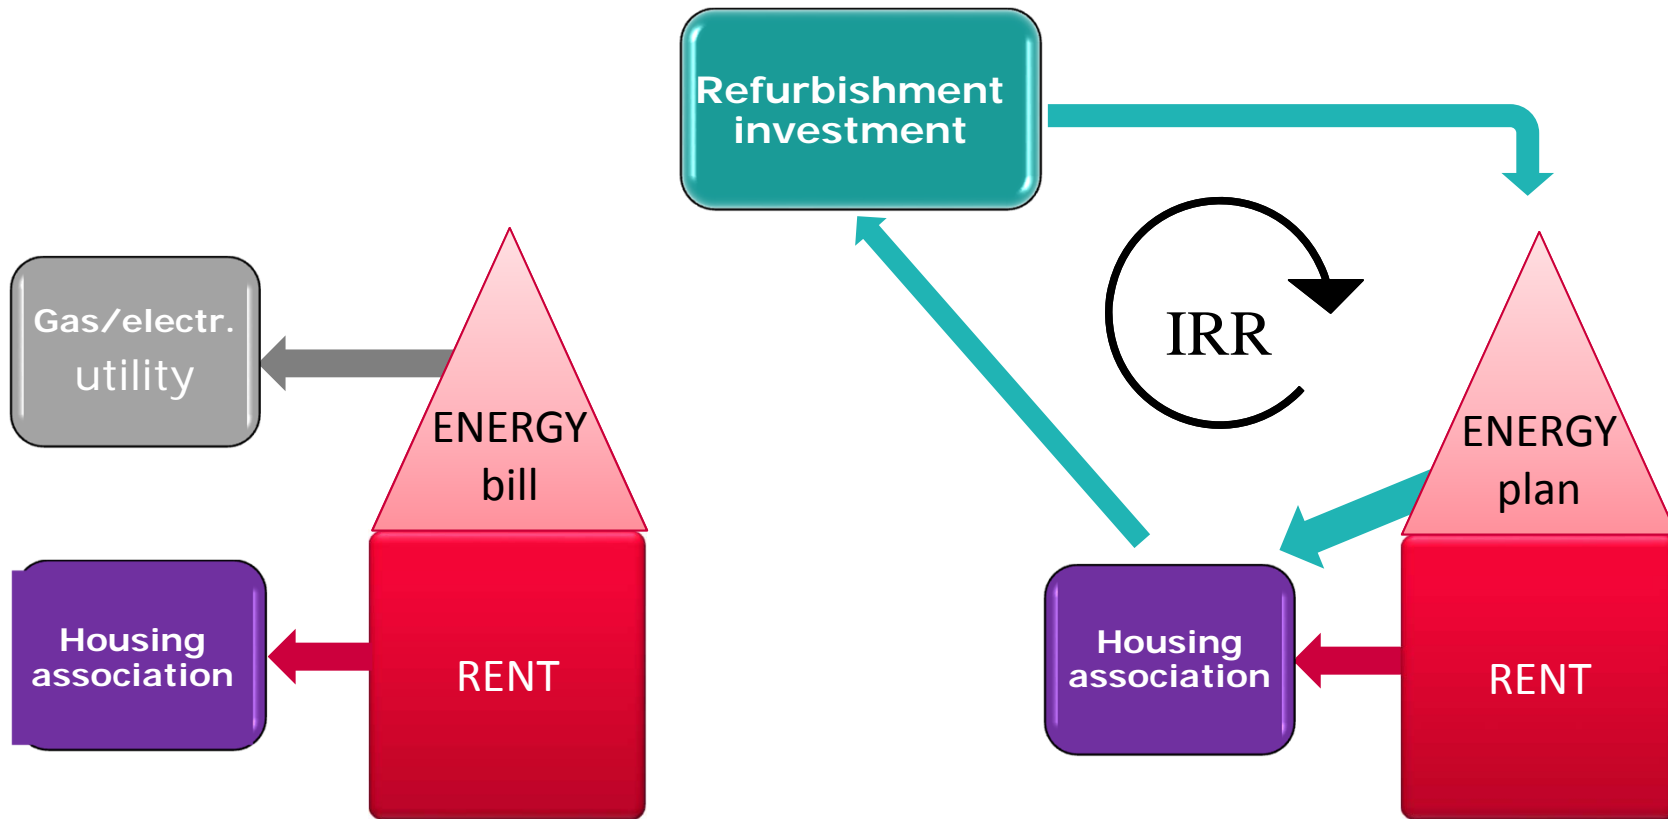 Refurbishment
investment
Gas/electr.
utility
ENERGY
bill
Housing
association
RENT
IRR
ENERGY
plan
Housing
association
RENT